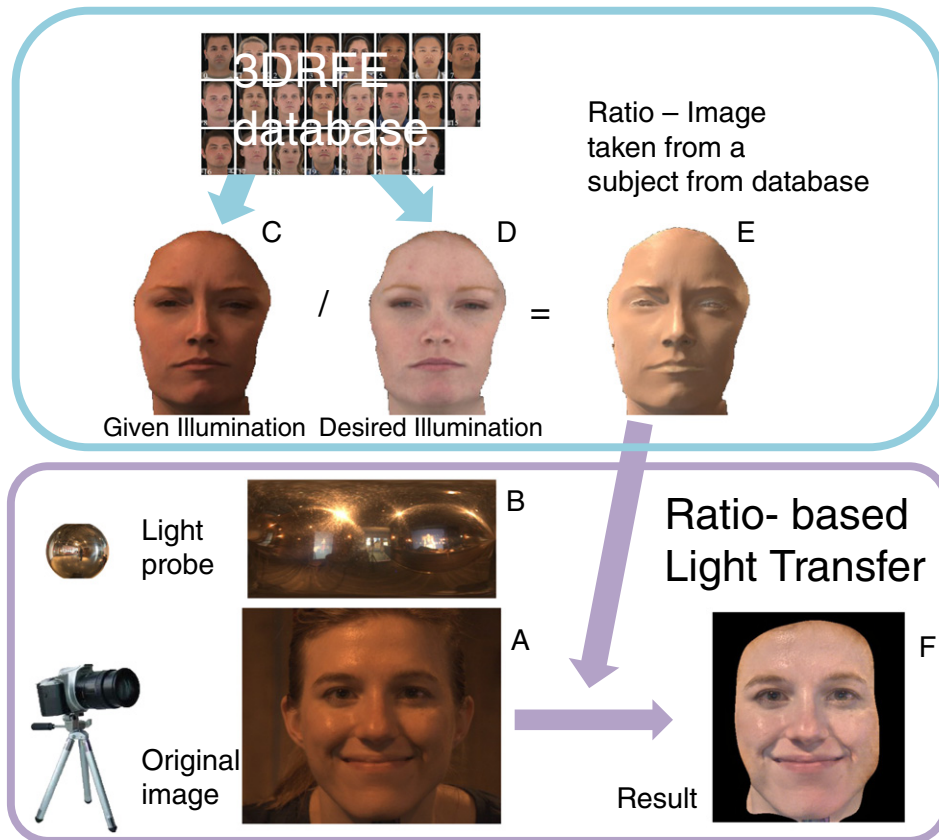 3DRFE
database
Ratio – Image
taken from a
subject from database
C
D
E
/
=
Given Illumination
Desired Illumination
Light
probe
B
Ratio- based
Light Transfer
A
F
Original
image
Result